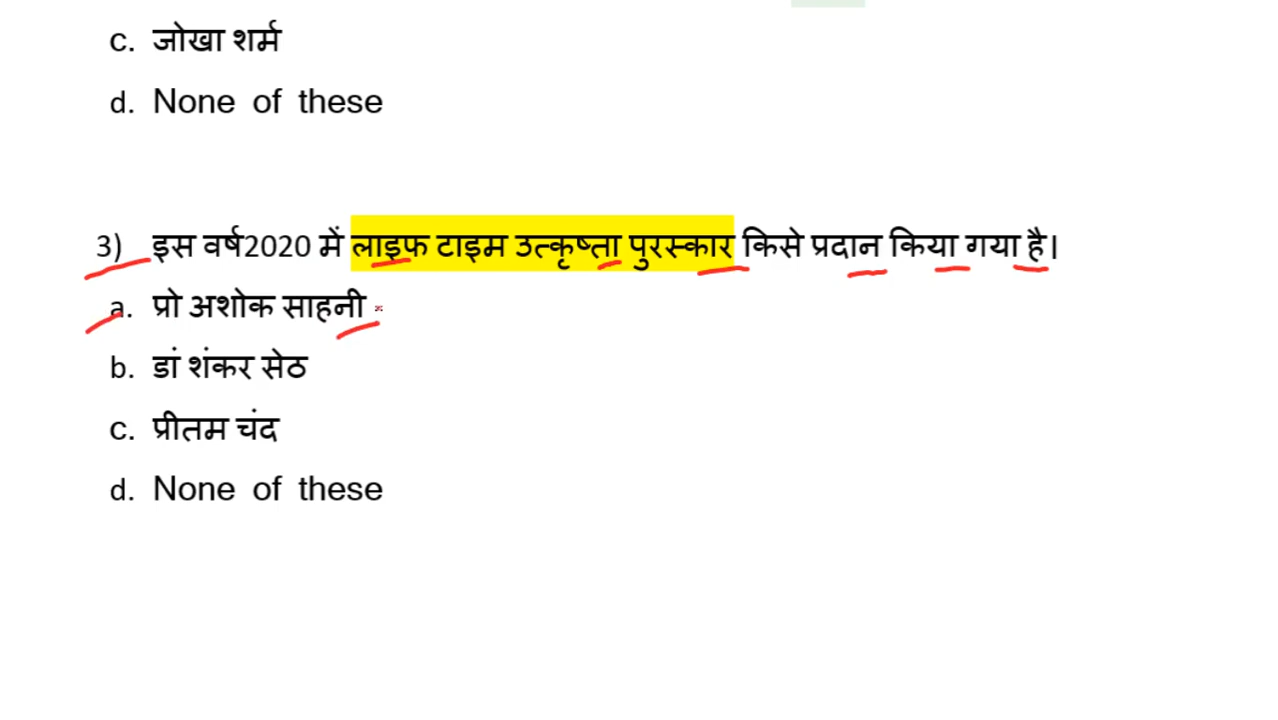 c. जोखा शर्म
d. None of these
3) इस वर्ष2020 में लाइफ टाइम उत्कृष्ता पुरस्कार किसे प्रदान किया गया है।
a. प्रो अशोक साहनी
b. डां शंकर सेठ
c. प्रीतम चंद
d. None of these